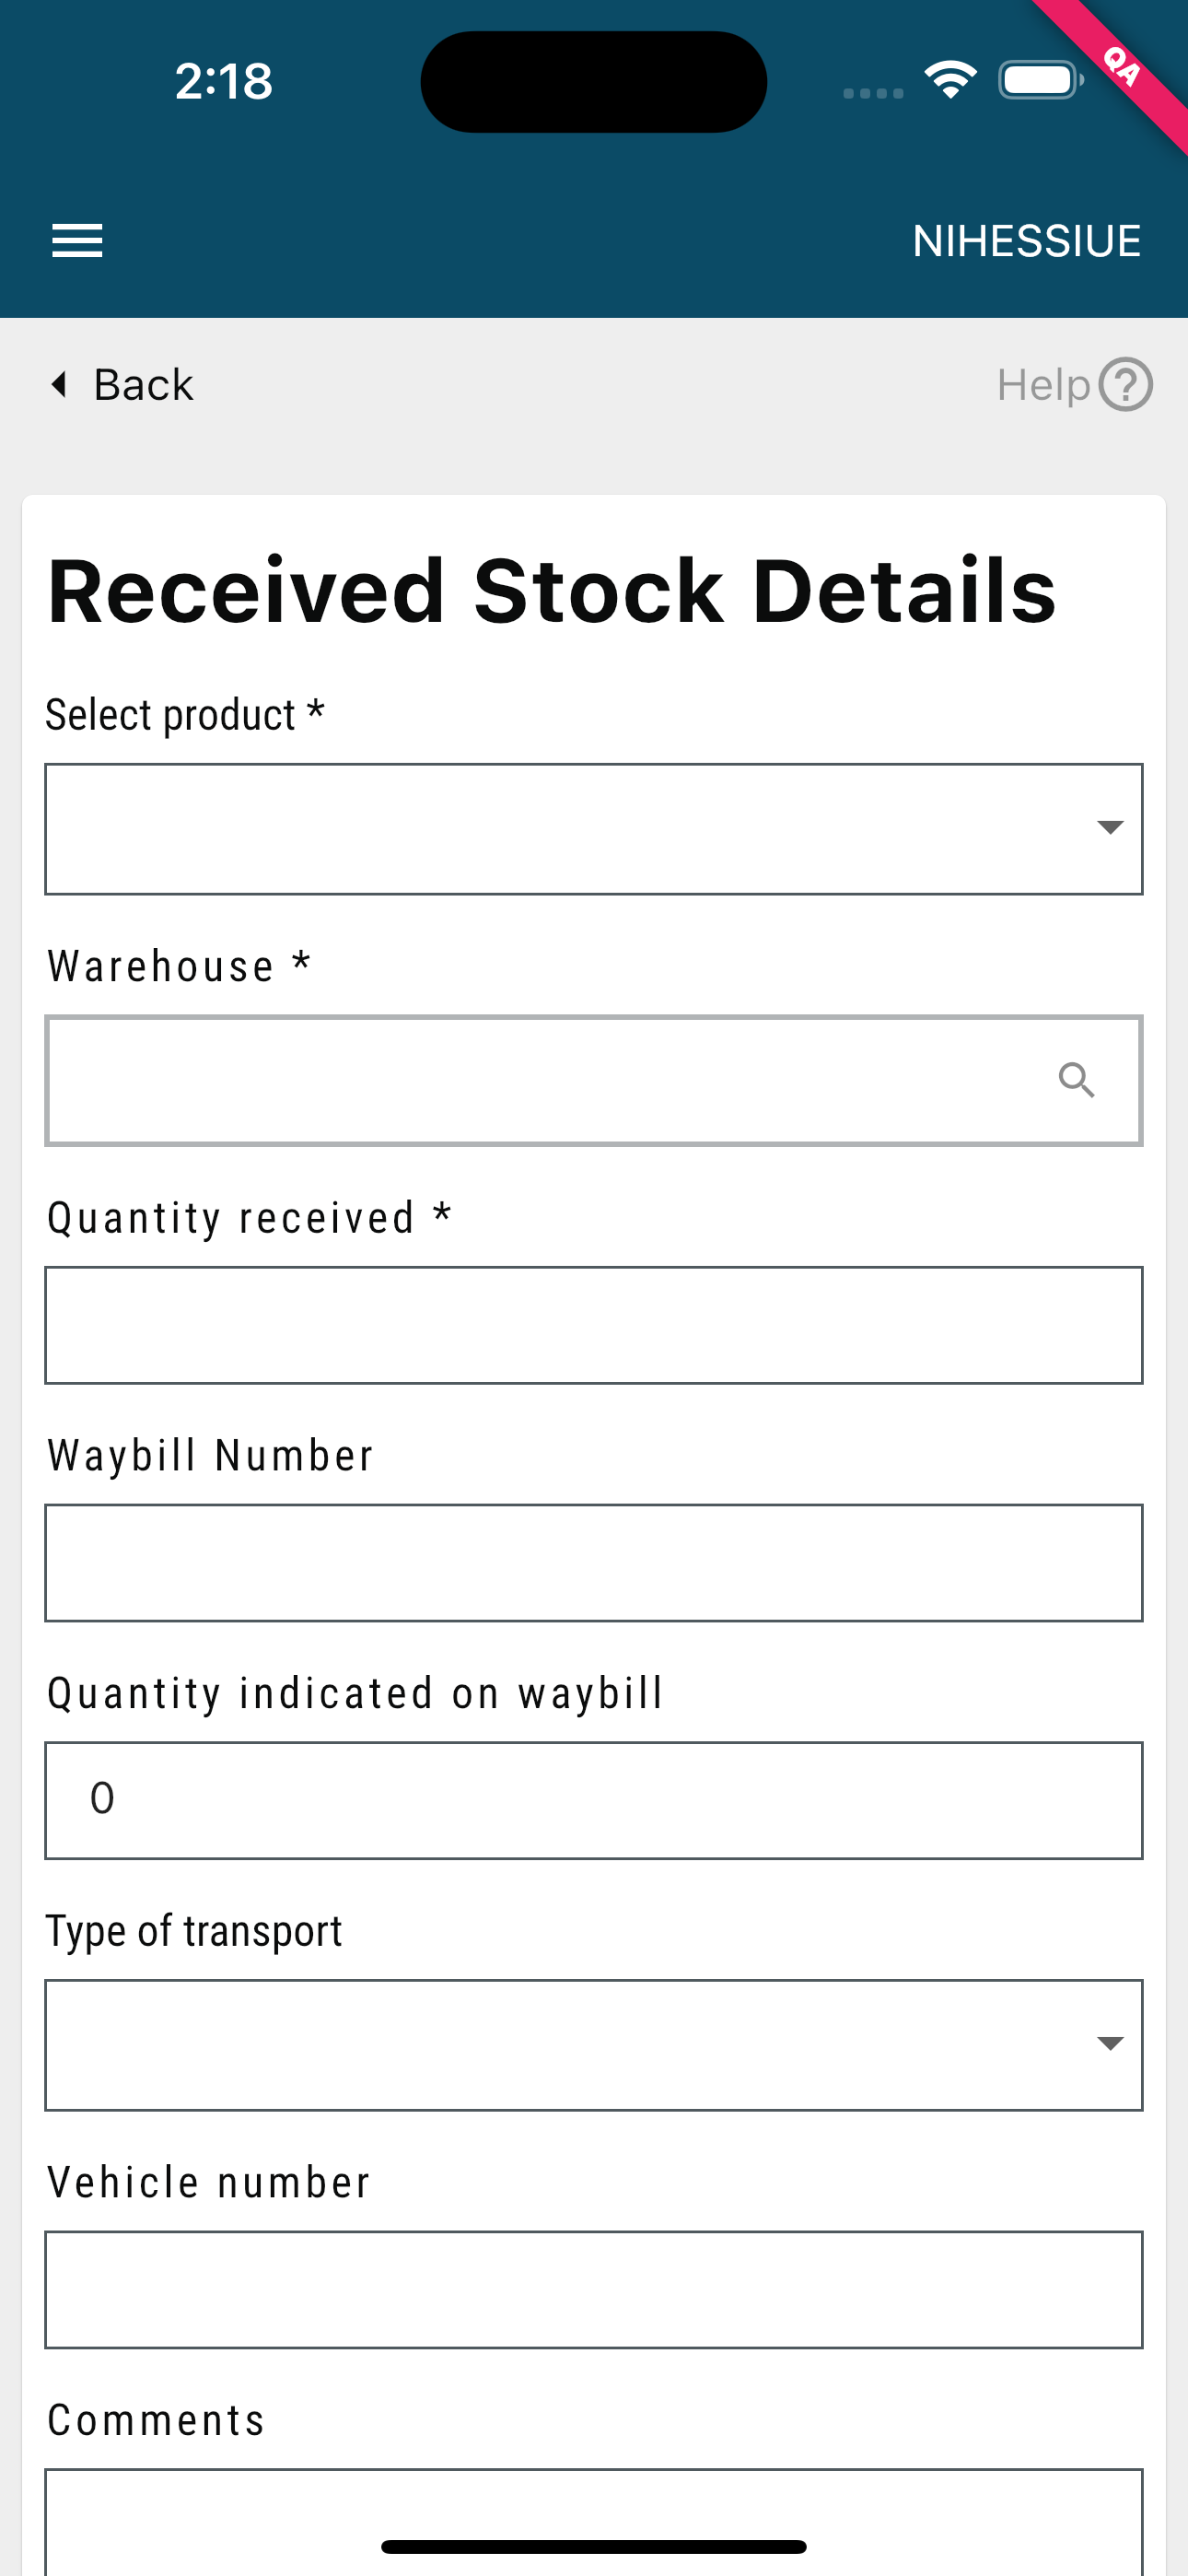 2:18
QA
NIHESSIUE
Back
Help
Received Stock Details
Select product *
Warehouse *
Quantity received *
Waybill Number
Quantity indicated on waybill
0
Type of transport
Vehicle number
Comments